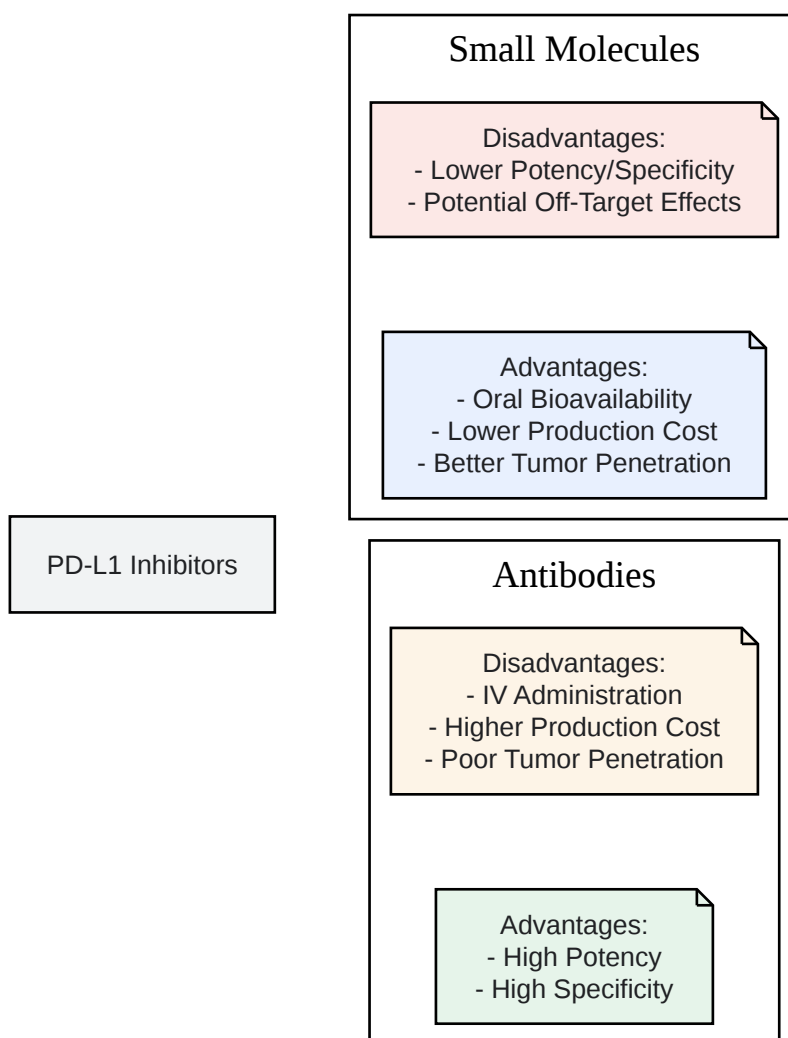 Small Molecules
Disadvantages:
- Lower Potency/Specificity
- Potential Off-Target Effects
Advantages:
- Oral Bioavailability
- Lower Production Cost
- Better Tumor Penetration
PD-L1 Inhibitors
Antibodies
Disadvantages:
- IV Administration
- Higher Production Cost
- Poor Tumor Penetration
Advantages:
- High Potency
- High Specificity